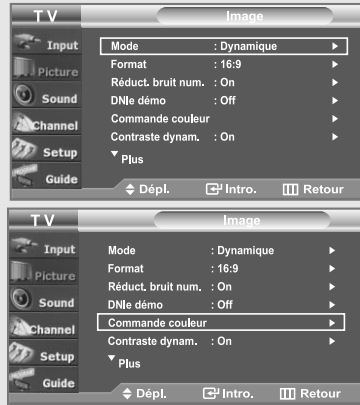 TV Image
Input
Picture
Sound
Channel
Setup
Guide
Mode : Dynamique
Format : 16:9
Réduct. bruit num. : On
DNIe démo : Off
Commande couleur
Contraste dynam. : On
Plus
Dépl. Intro. Retour
TV Image
Input
Picture
Sound
Channel
Setup
Guide
Mode : Dynamique
Format : 16:9
Réduct. bruit num. : On
DNIe démo : Off
Commande couleur
Contraste dynam. : On
Plus
Dépl. Intro. Retour